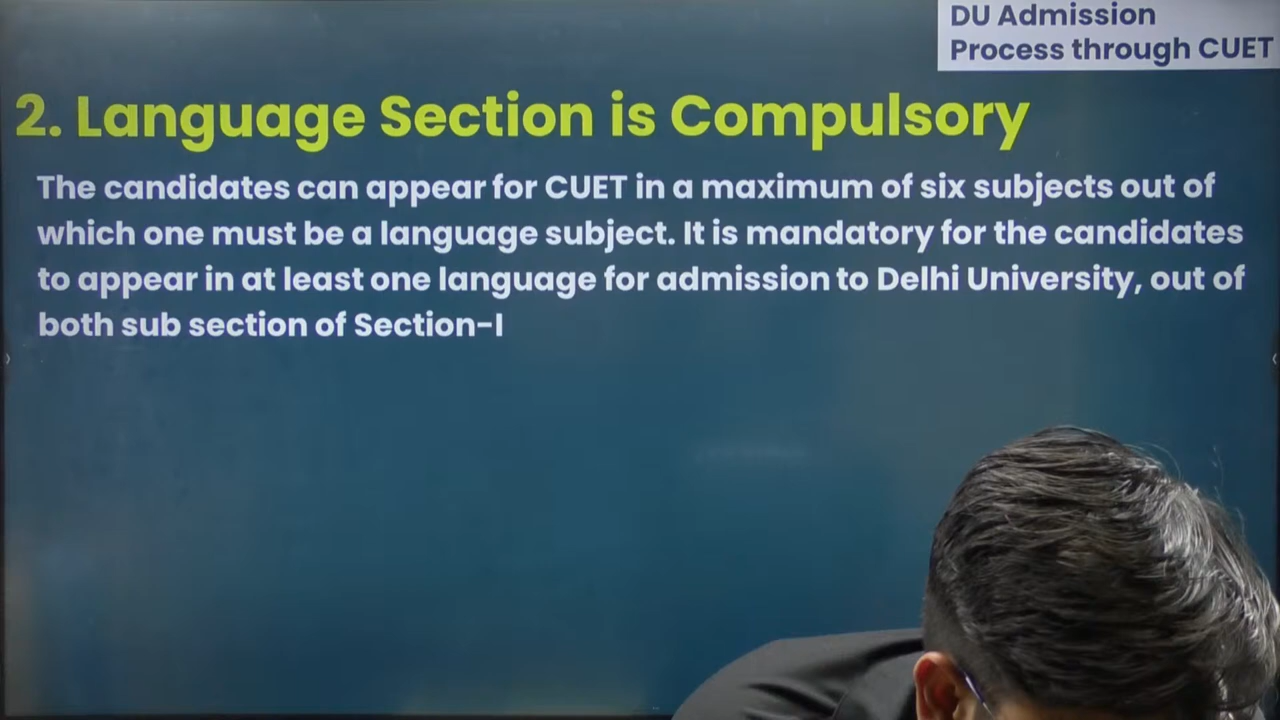 DU Admission
Process through CUET
2. Language Section is Compulsory
The candidates can appear for CUET in a maximum of six subjects out of
which one must be a language subject. It is mandatory for the candidates
to appear in at least one language for admission to Delhi University, out of
both sub section of Section-I